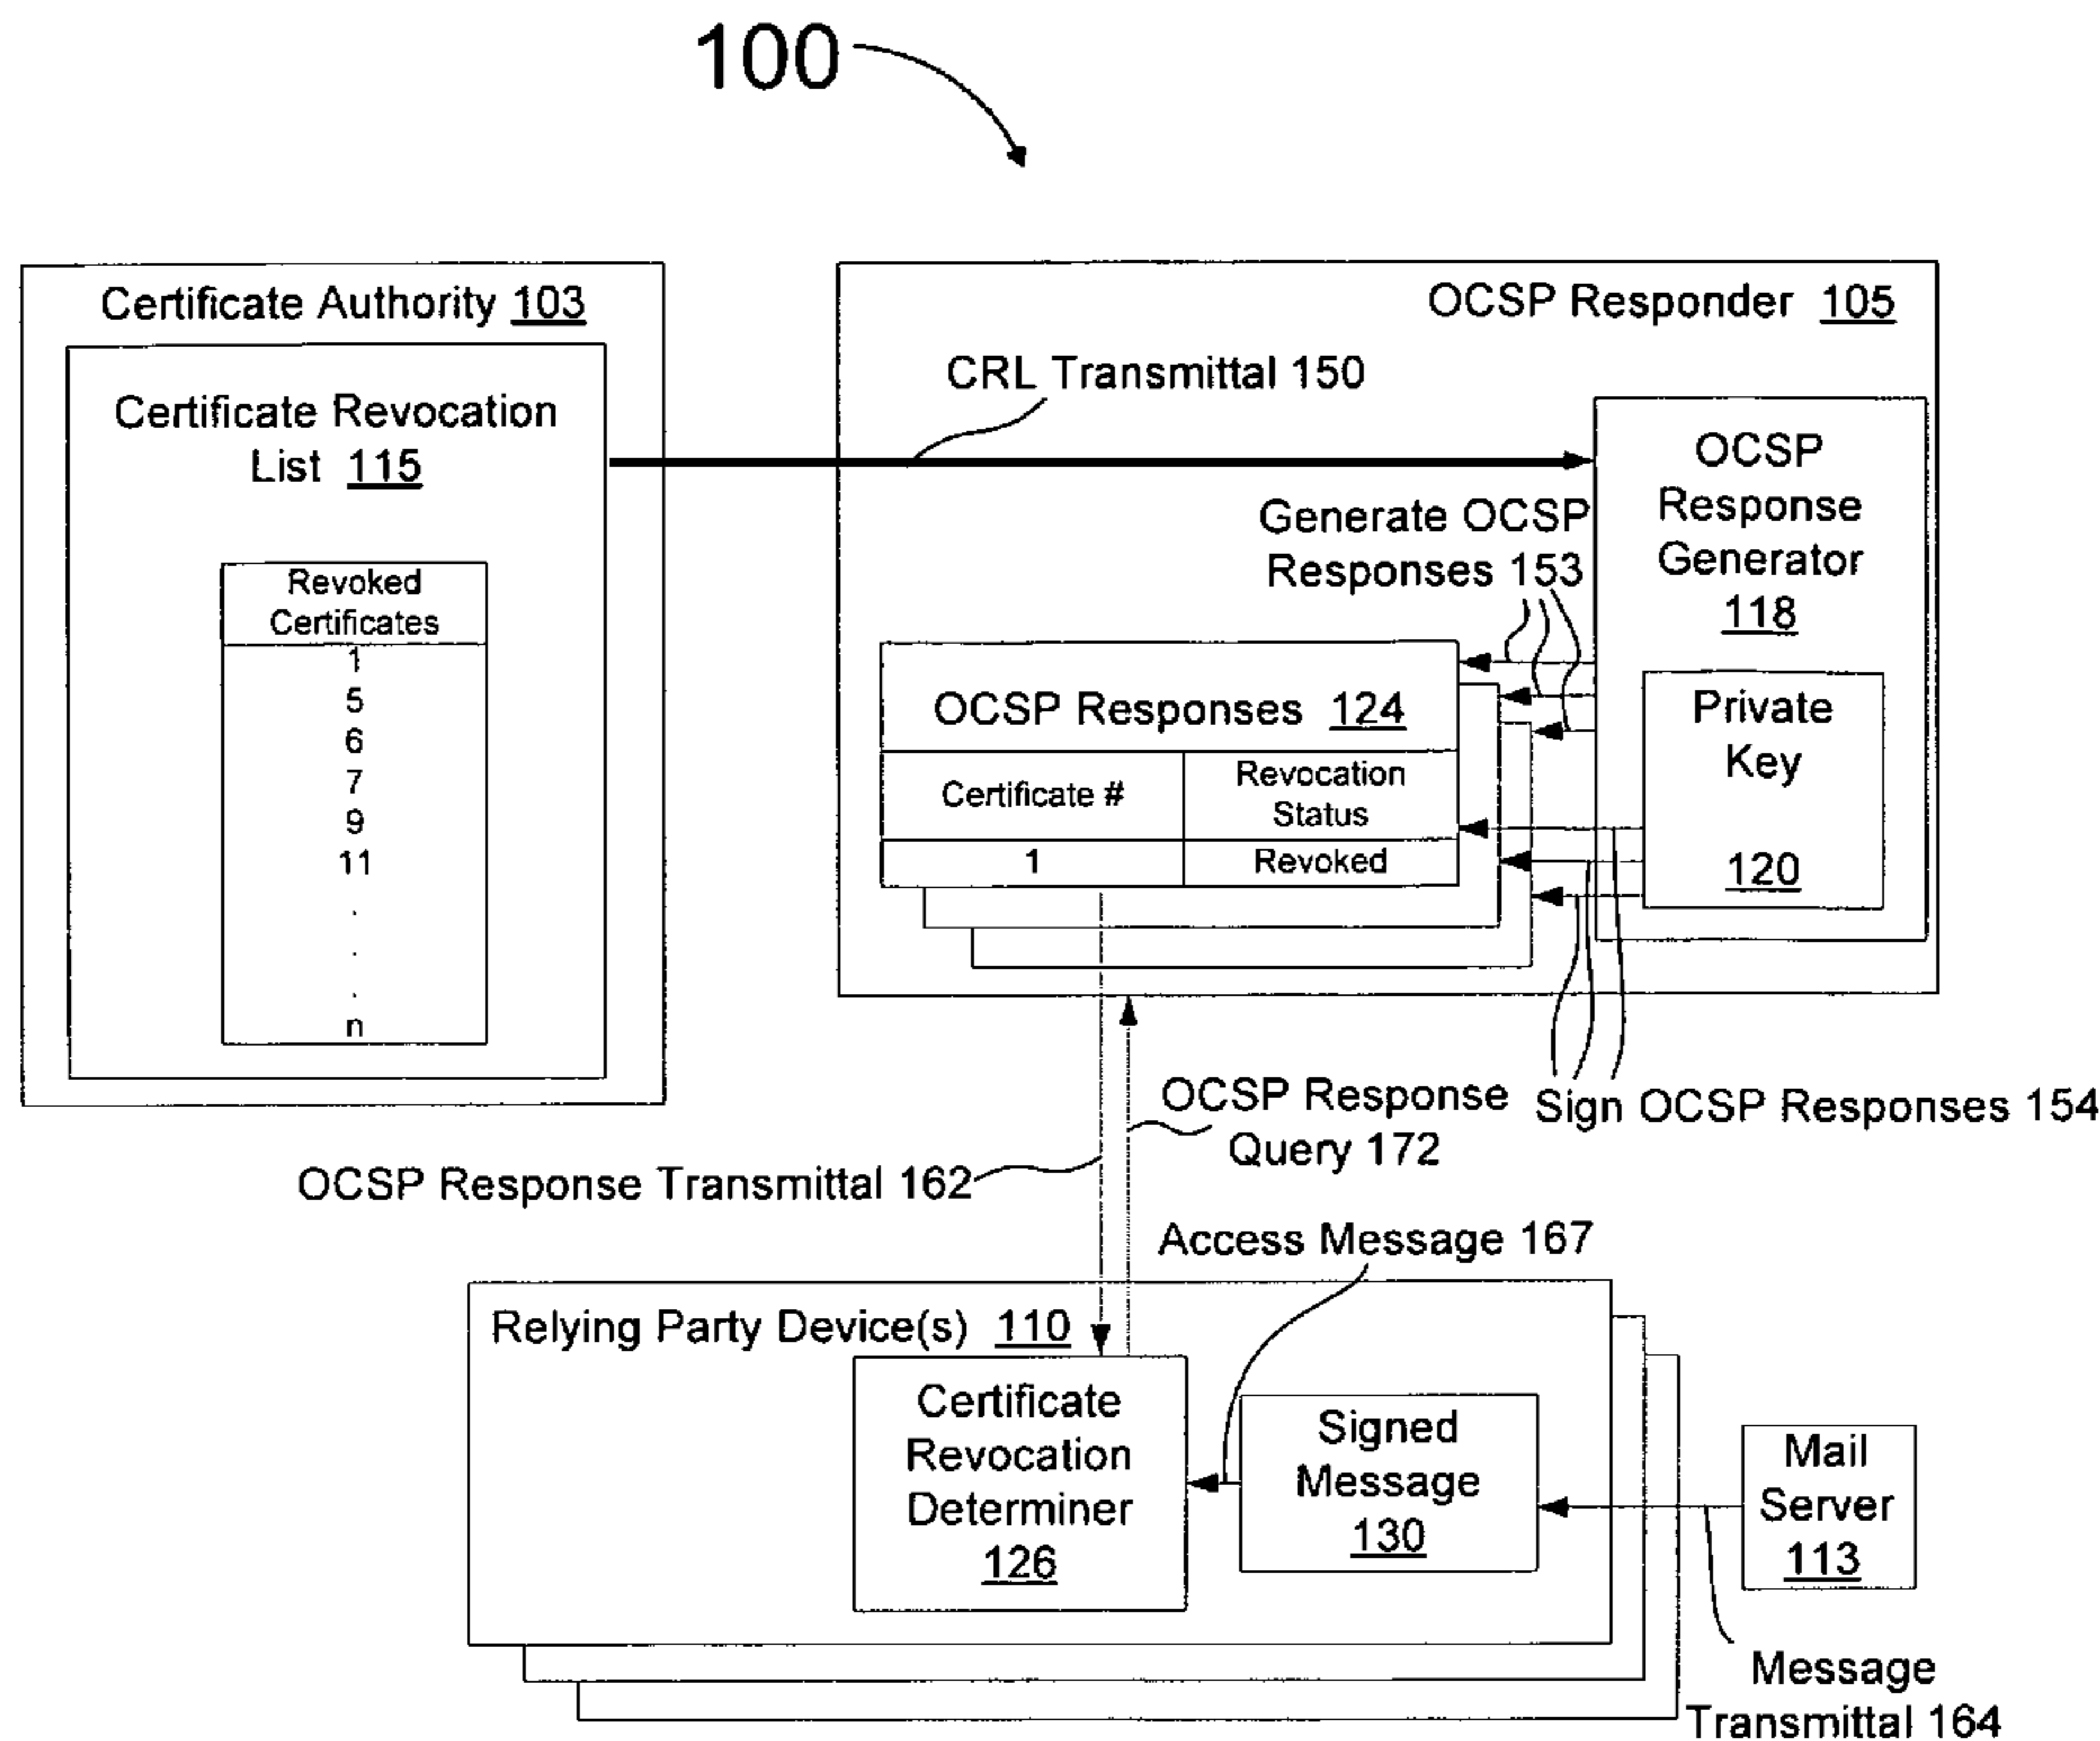 100
Certificate Authority 103
Certificate Revocation
List 115
Revoked
Certificates
1
5
6
7
9
11
.
.
.
n
OCSP Responder 105
CRL Transmittal 150
OCSP
Response
Generator
118
Generate OCSP
Responses 153
Private
Key
120
OCSP Responses 124
Certificate #
Revocation
Status
1
Revoked
Sign OCSP Responses 154
OCSP Response
Query 172
OCSP Response Transmittal 162
Access Message 167
Relying Party Device(s) 110
Certificate
Revocation
Determiner
126
Signed
Message
130
Mail
Server
113
Message
Transmittal 164